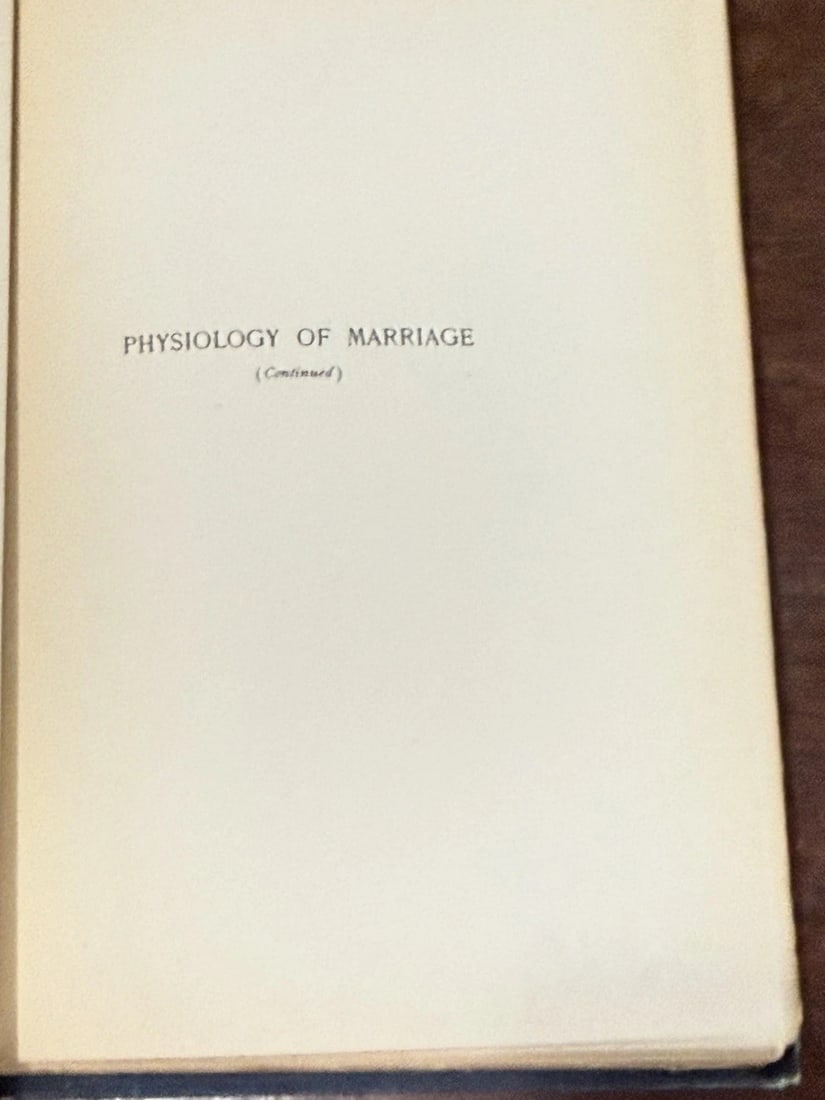 PHYSIOLOGY OF MARRIAGE
(Continued)